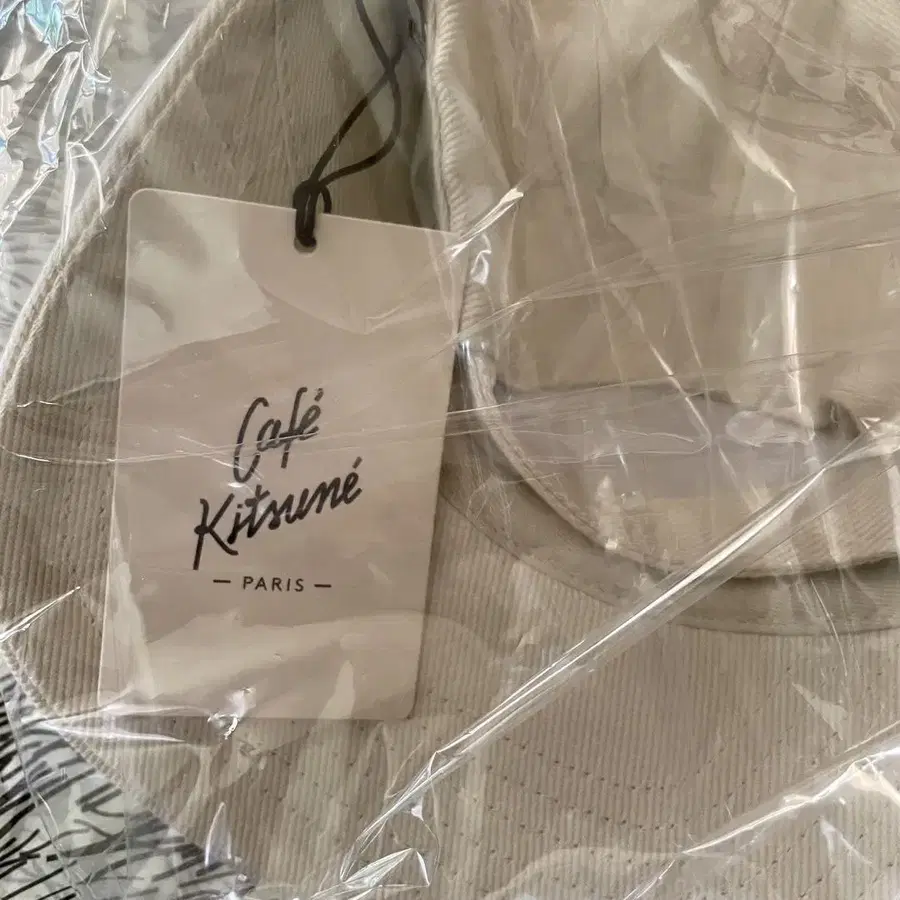 Café
Kitsuné
— PARIS —